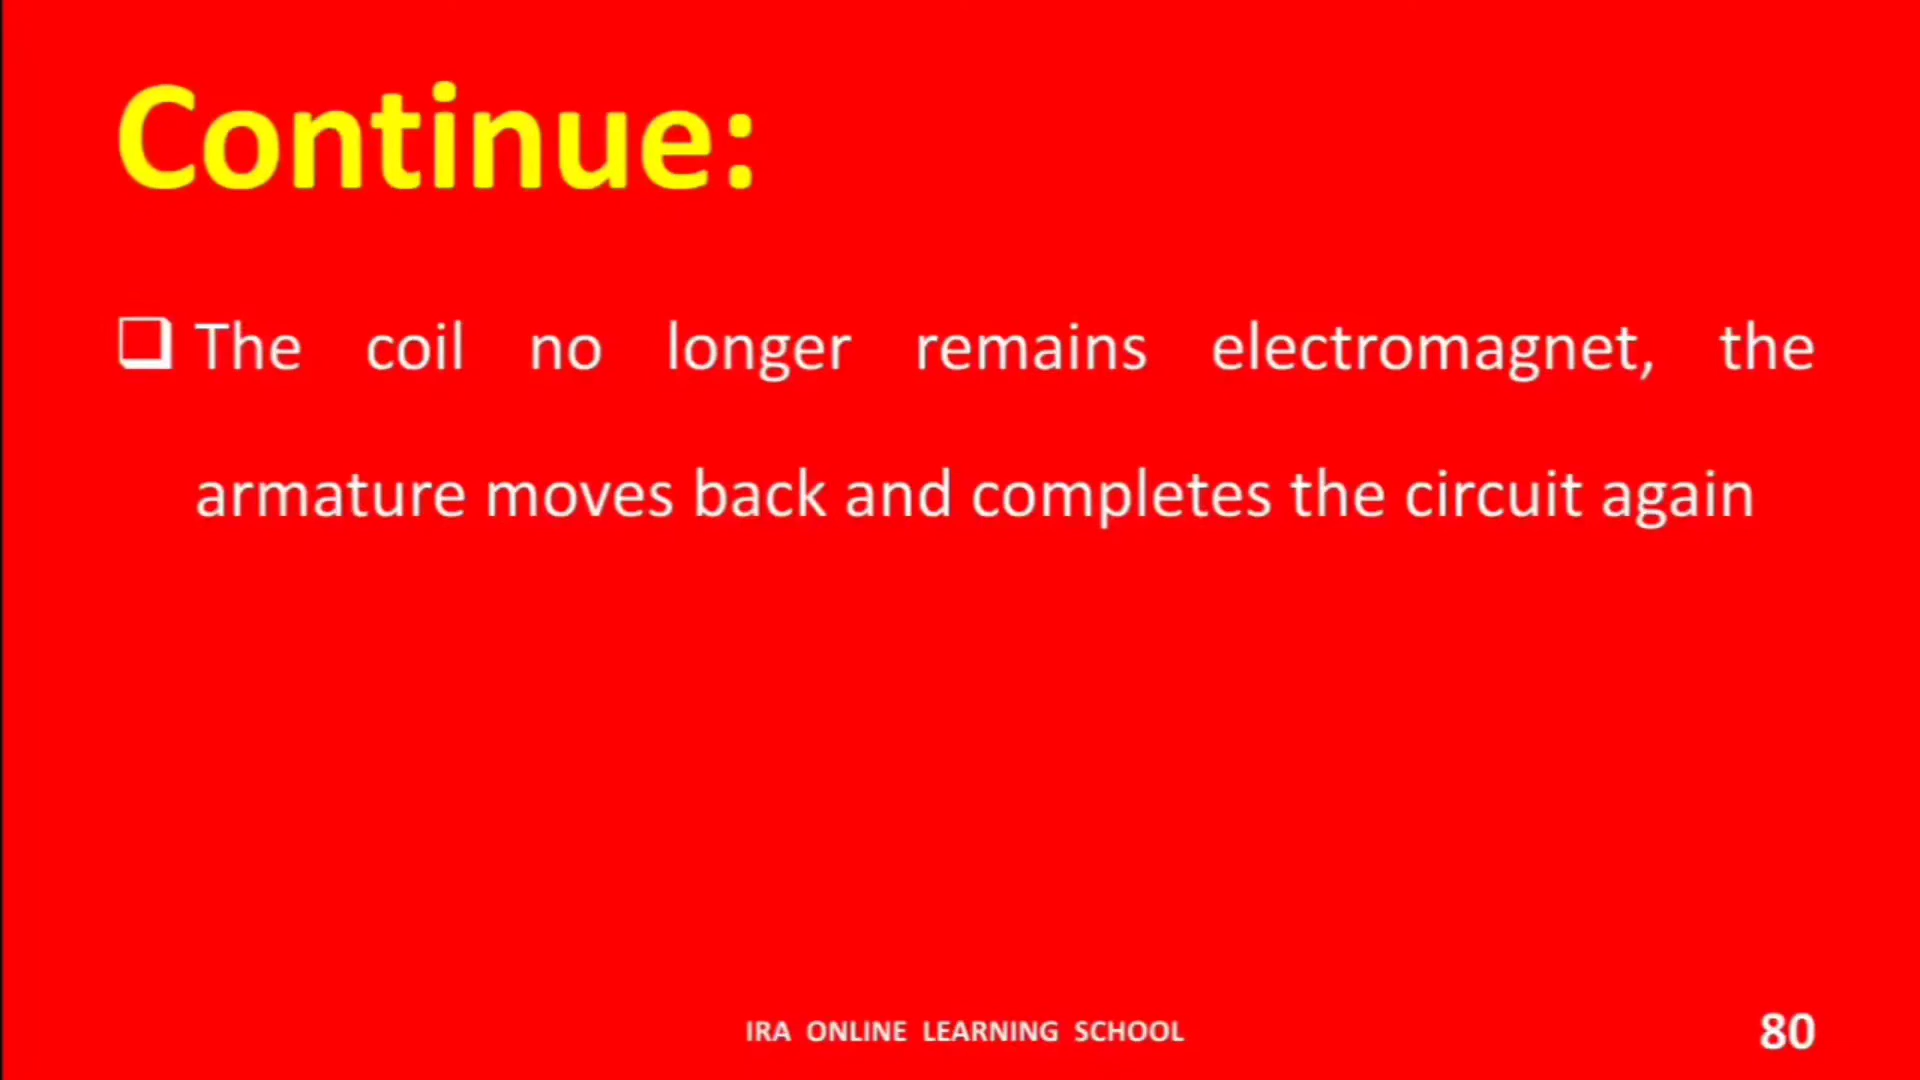 Continue:
The coil no longer remains electromagnet, the
armature moves back and completes the circuit again
IRA ONLINE LEARNING SCHOOL
80